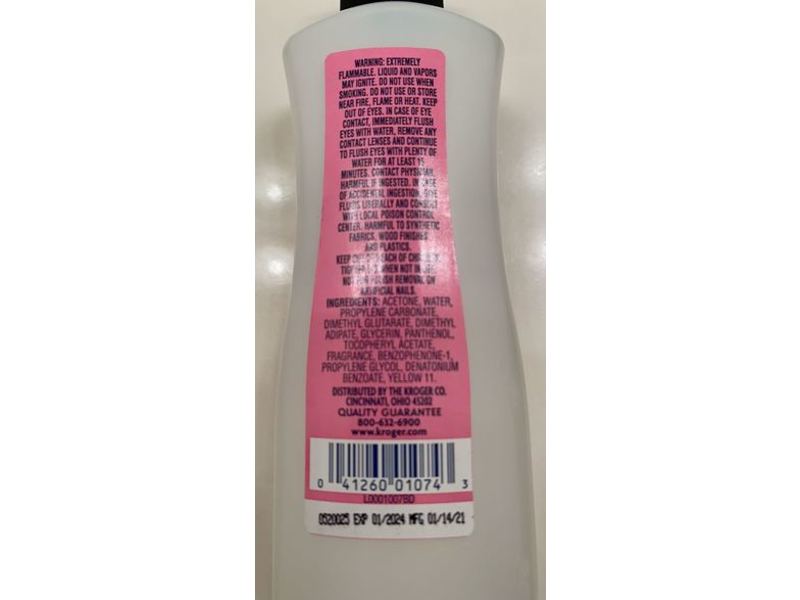 WARNING: EXTREMELY
FLAMMABLE. LIQUID AND VAPORS
MAY IGNITE. DO NOT USE WHEN
SMOKING. DO NOT USE OR STORE
NEAR FIRE, FLAME OR HEAT. KEEP
OUT OF EYES. IN CASE OF EYE
CONTACT, IMMEDIATELY FLUSH
EYES WITH WATER, REMOVE ANY
CONTACT LENSES AND CONTINUE
TO FLUSH EYES WITH PLENTY OF
WATER FOR AT LEAST 15
MINUTES. CONTACT PHYSICIAN.
HARMFUL IF INGESTED. IN CASE
OF ACCIDENTAL INGESTION, GIVE
FLUIDS LIBERALLY AND CONSULT
WITH LOCAL POISON CONTROL
CENTER. HARMFUL TO SYNTHETIC
FABRICS, WOOD FINISHES
AND PLASTICS.
KEEP OUT OF REACH OF
WHEN NOT IN
NOT FOR POLISH REMOVAL ON
ARTIFICIAL NAILS.
INGREDIENTS: ACETONE, WATER,
PROPYLENE CARBONATE,
DIMETHYL GLUTARATE, DIMETHYL
ADIPATE, GLYCERIN, PANTHENOL,
TOCOPHERYL ACETATE,
FRAGRANCE, BENZOPHENONE-1,
PROPYLENE GLYCOL, DENATONIUM
BENZOATE, YELLOW 11.
DISTRIBUTED BY THE KROGER CO.
CINCINNATI, OHIO 45202
QUALITY GUARANTEE
800-632-6900
www.kroger.com
0 41260 01074 3
0520025 EXP 01/2024 MFG 01/14/21